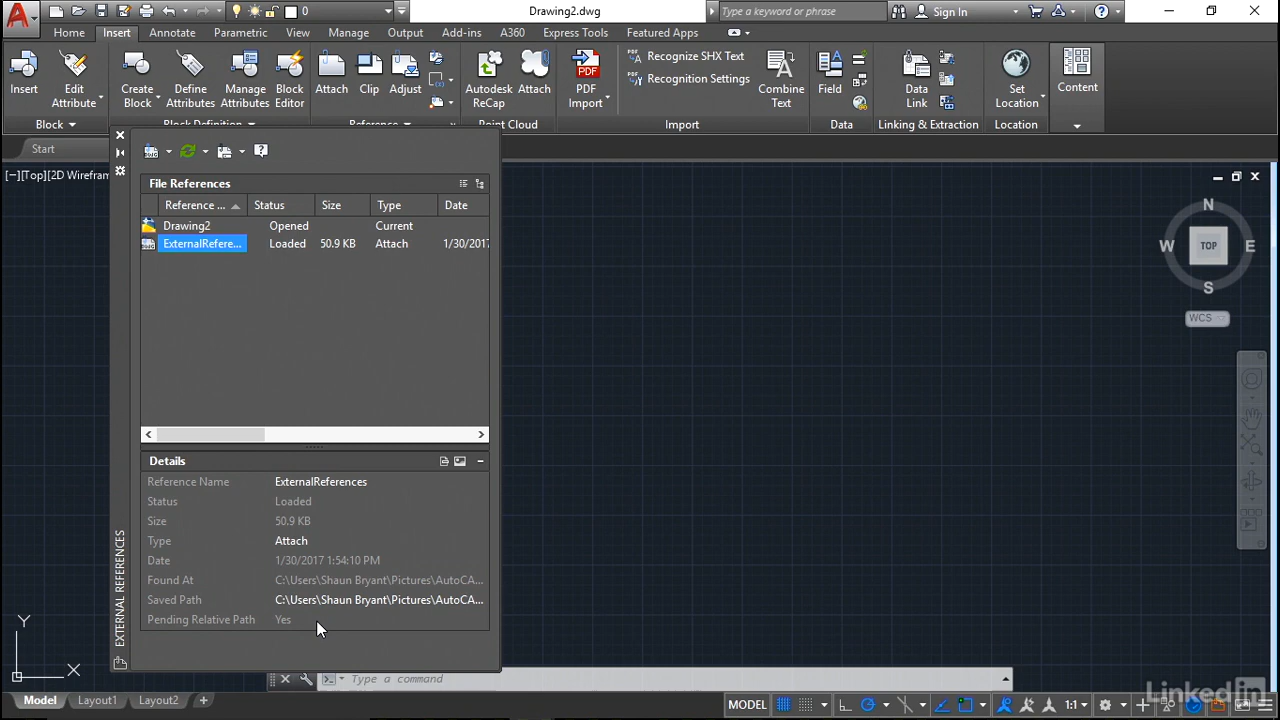 A
0
Drawing2.dwg
Type a keyword or phrase
Sign In
Home Insert Annotate Parametric View Manage Output Add-ins A360 Express Tools Featured Apps
Insert
Edit Attribute
Create Block
Define Attributes
Manage Attributes
Block Editor
Attach
Clip
Adjust
Autodesk ReCap
Attach
PDF
PDF Import
Recognize SHX Text
Recognition Settings
Combine Text
Field
Data Link
Set Location
Content
Block
Block Definition
Reference
Point Cloud
Import
Data
Linking & Extraction
Location
Start
[−][Top][2D Wirefram
File References
Reference ... Status Size Type Date
Drawing2 Opened Current
ExternalRefere... Loaded 50.9 KB Attach 1/30/2017
Details
Reference Name ExternalReferences
Status Loaded
Size 50.9 KB
Type Attach
Date 1/30/2017 1:54:10 PM
Found At C:\Users\Shaun Bryant\Pictures\AutoCA...
Saved Path C:\Users\Shaun Bryant\Pictures\AutoCA...
Pending Relative Path Yes
EXTERNAL REFERENCES
N
W TOP E
S
WCS
Y
X
Type a command
Model Layout1 Layout2 +
MODEL
1:1
LinkedIn